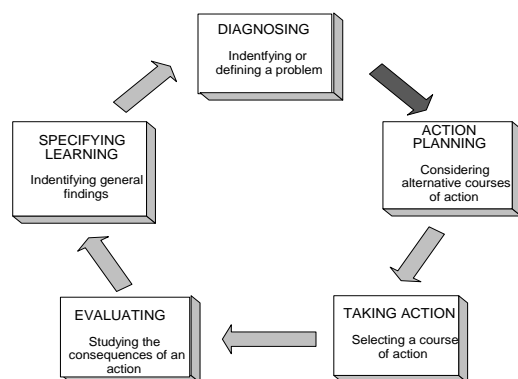 DIAGNOSING
Indentfying or
defining a problem
ACTION
PLANNING
Considering
alternative courses
of action
TAKING ACTION
Selecting a course
of action
EVALUATING
Studying the
consequences of an
action
SPECIFYING
LEARNING
Indentifying general
findings